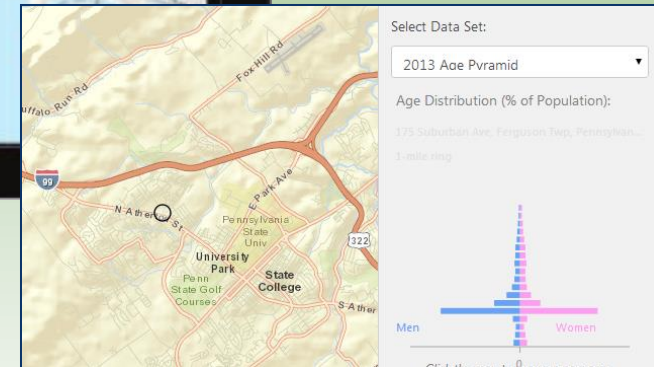 Fox Hill Rd
uffalo Run Rd
99
N Atherton St
E Park Ave
Pennsylvania
State
Univ
322
University
Park
State
College
Penn
State Golf
Courses
S Ather
Select Data Set:
2013 Age Pyramid
Age Distribution (% of Population):
175 Suburban Ave, Ferguson Twp, Pennsylvan...
1-mile ring
Men
Women
0